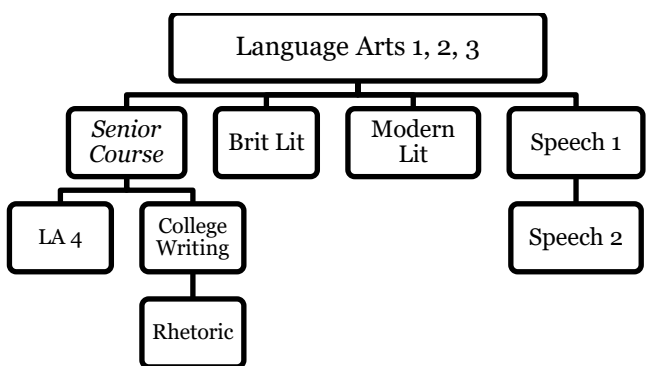 Language Arts 1, 2, 3
Senior
Course
Brit Lit
Modern
Lit
Speech 1
LA 4
College
Writing
Speech 2
Rhetoric